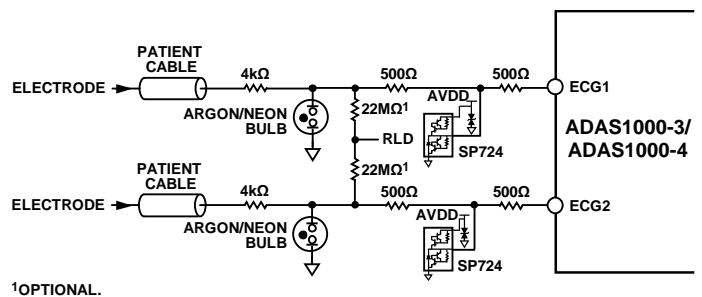 PATIENT
CABLE
4kΩ
500Ω
500Ω
ELECTRODE
ECG1
AVDD
ARGON/NEON
BULB
22MΩ1
SP724
RLD
ADAS1000-3/
ADAS1000-4
PATIENT
CABLE
22MΩ1
4kΩ
500Ω
500Ω
ELECTRODE
ECG2
AVDD
ARGON/NEON
BULB
SP724
1OPTIONAL.